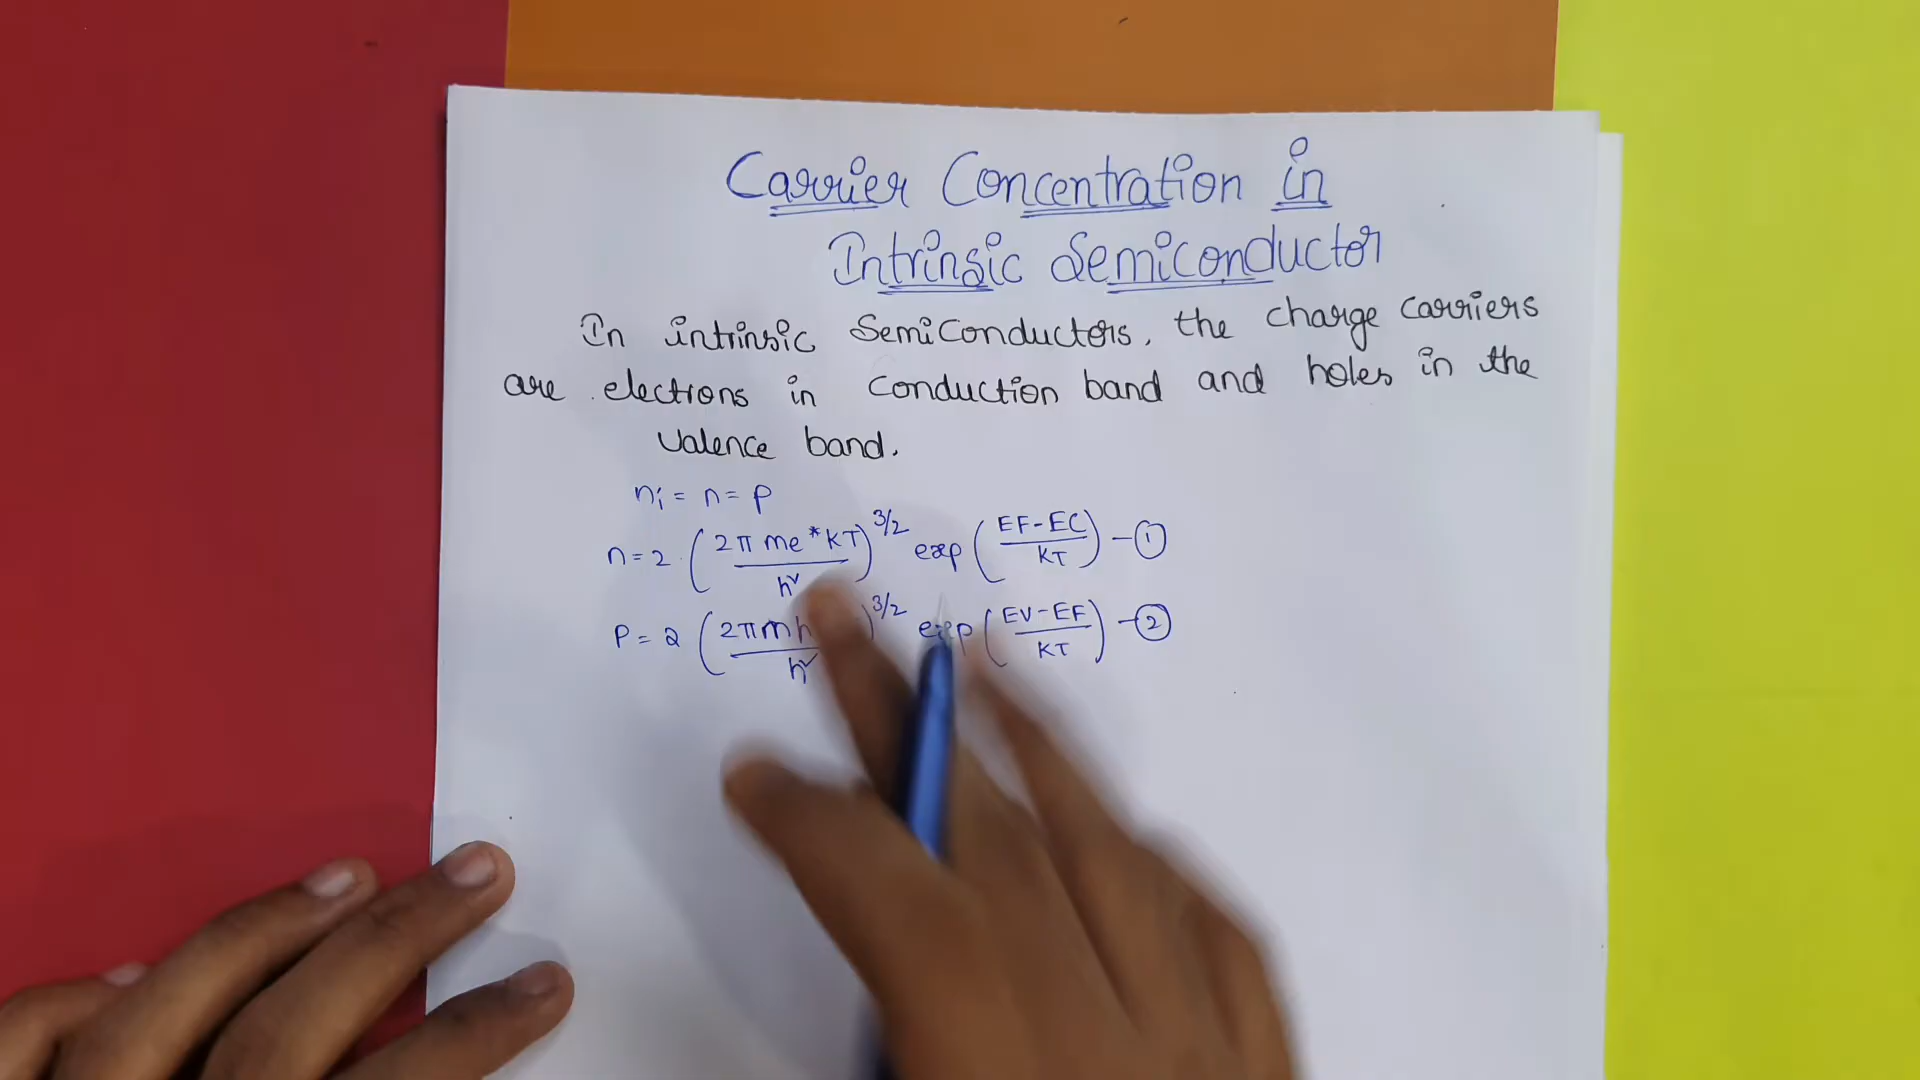 Carrier Concentration in
Intrinsic Semiconductor
In intrinsic Semiconductors, the charge carriers
are electrons in conduction band and holes in the
valence band.
ni = n = p
n = 2 (2π me* KT / h²)^3/2 exp (EF - EC / KT) - ①
P = 2 (2π mh / h²)^3/2 exp (EV - EF / KT) - ②